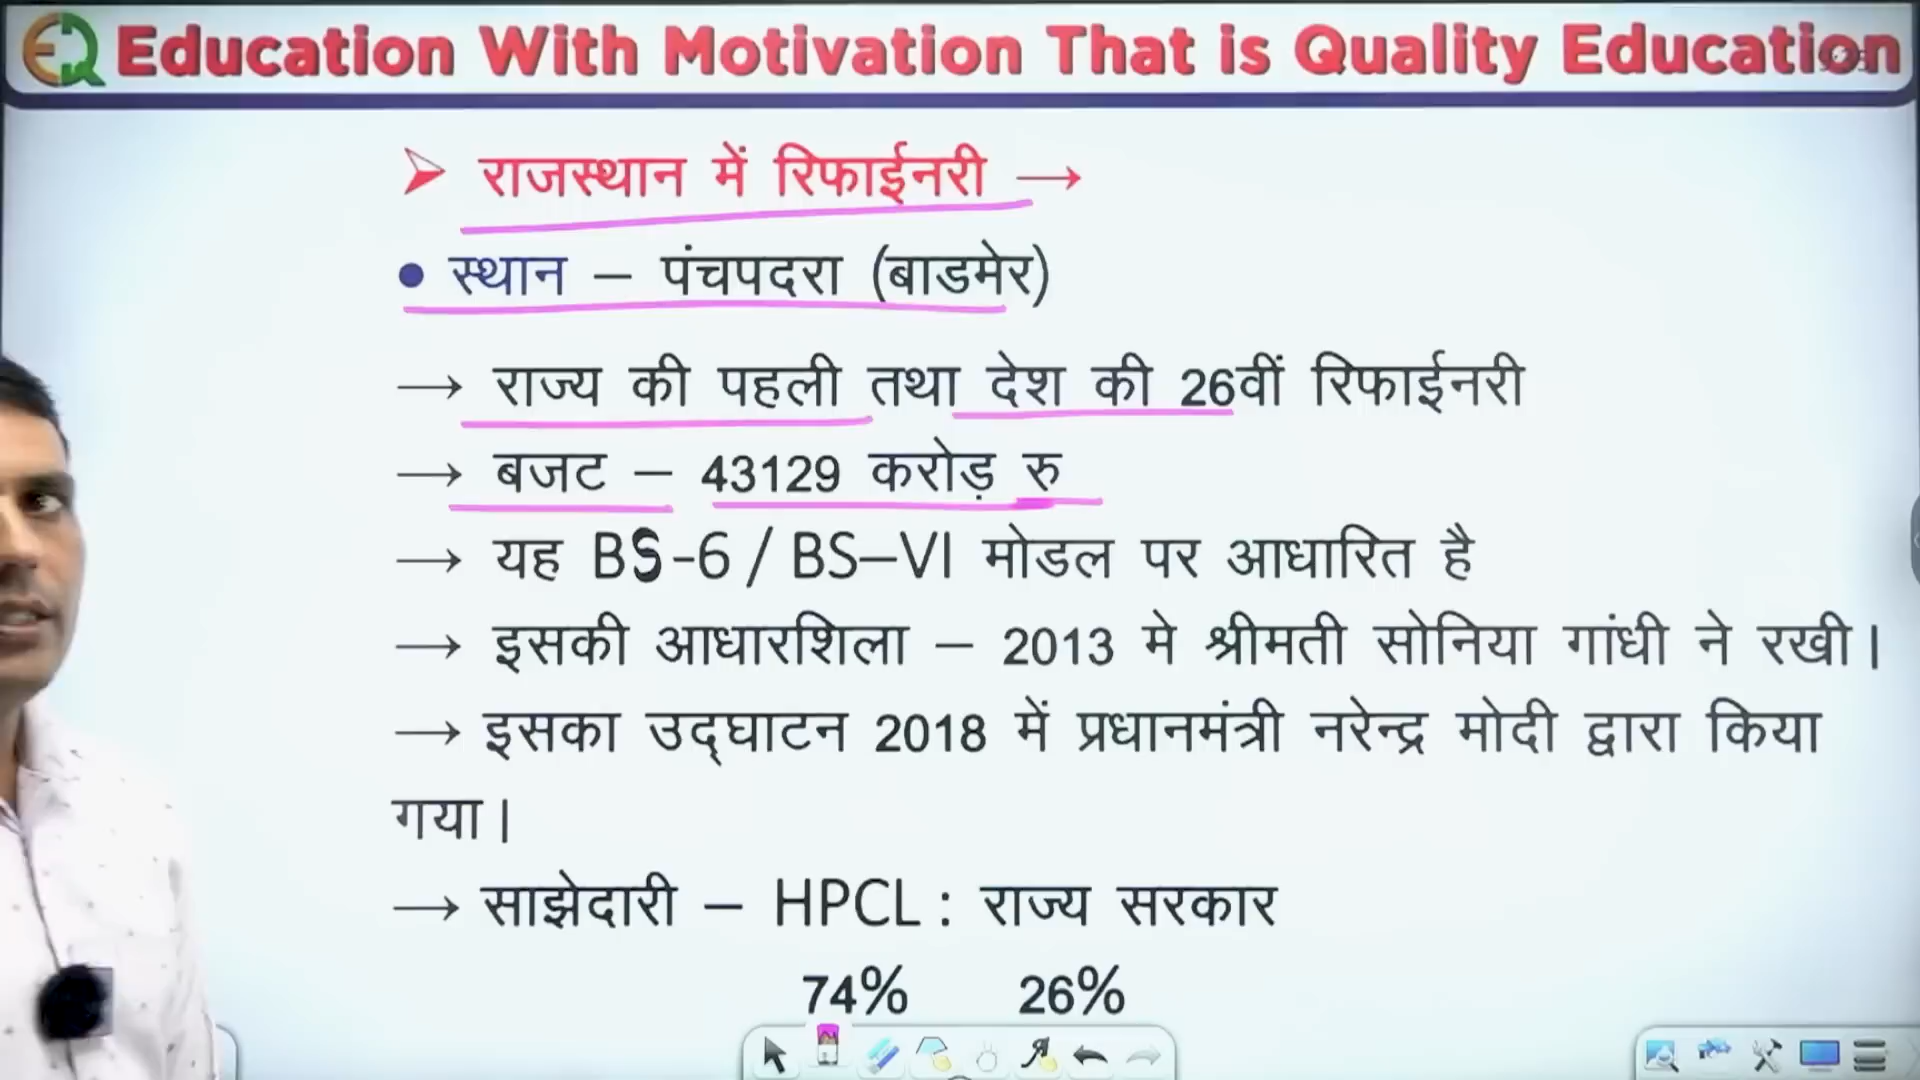 EQ Education With Motivation That is Quality Education
➢ राजस्थान में रिफाईनरी →
• स्थान – पंचपदरा (बाडमेर)
→ राज्य की पहली तथा देश की 26वीं रिफाईनरी
→ बजट – 43129 करोड़ रु
→ यह BS-6 / BS–VI मोडल पर आधारित है
→ इसकी आधारशिला – 2013 मे श्रीमती सोनिया गांधी ने रखी।
→ इसका उद्घाटन 2018 में प्रधानमंत्री नरेन्द्र मोदी द्वारा किया
गया।
→ साझेदारी – HPCL : राज्य सरकार
74% 26%